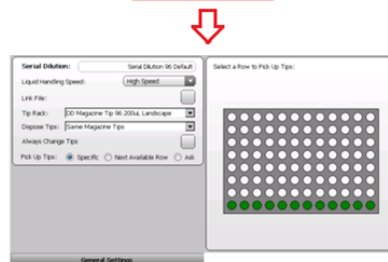 Serial Dilution: Serial Dilution 96 Default
Liquid Handling Speed: High Speed
Link File:
Tip Rack: DD Magazine Tip 96 200uL Landscape
Dispose Tips: Same Magazine Tips
Always Change Tips
Pick Up Tips: Specific Next Available Row Ask
General Settings
Select a Row to Pick Up Tips: